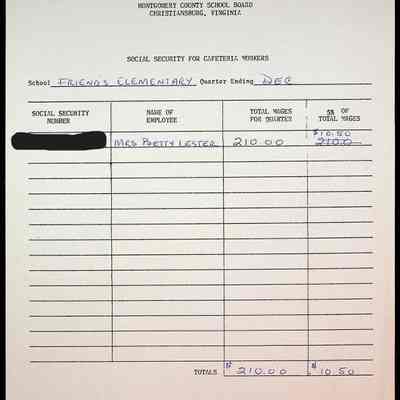 MONTGOMERY COUNTY SCHOOL BOARD
CHRISTIANSBURG, VIRGINIA
SOCIAL SECURITY FOR CAFETERIA WORKERS
School FRIENDS ELEMENTARY Quarter Ending DEC
SOCIAL SECURITY NUMBER
NAME OF EMPLOYEE
TOTAL WAGES FOR QUARTER
5% OF TOTAL WAGES
$10.50
MRS BETTY LESTER 210.00 210.0
TOTALS $ 210.00 $ 10.50